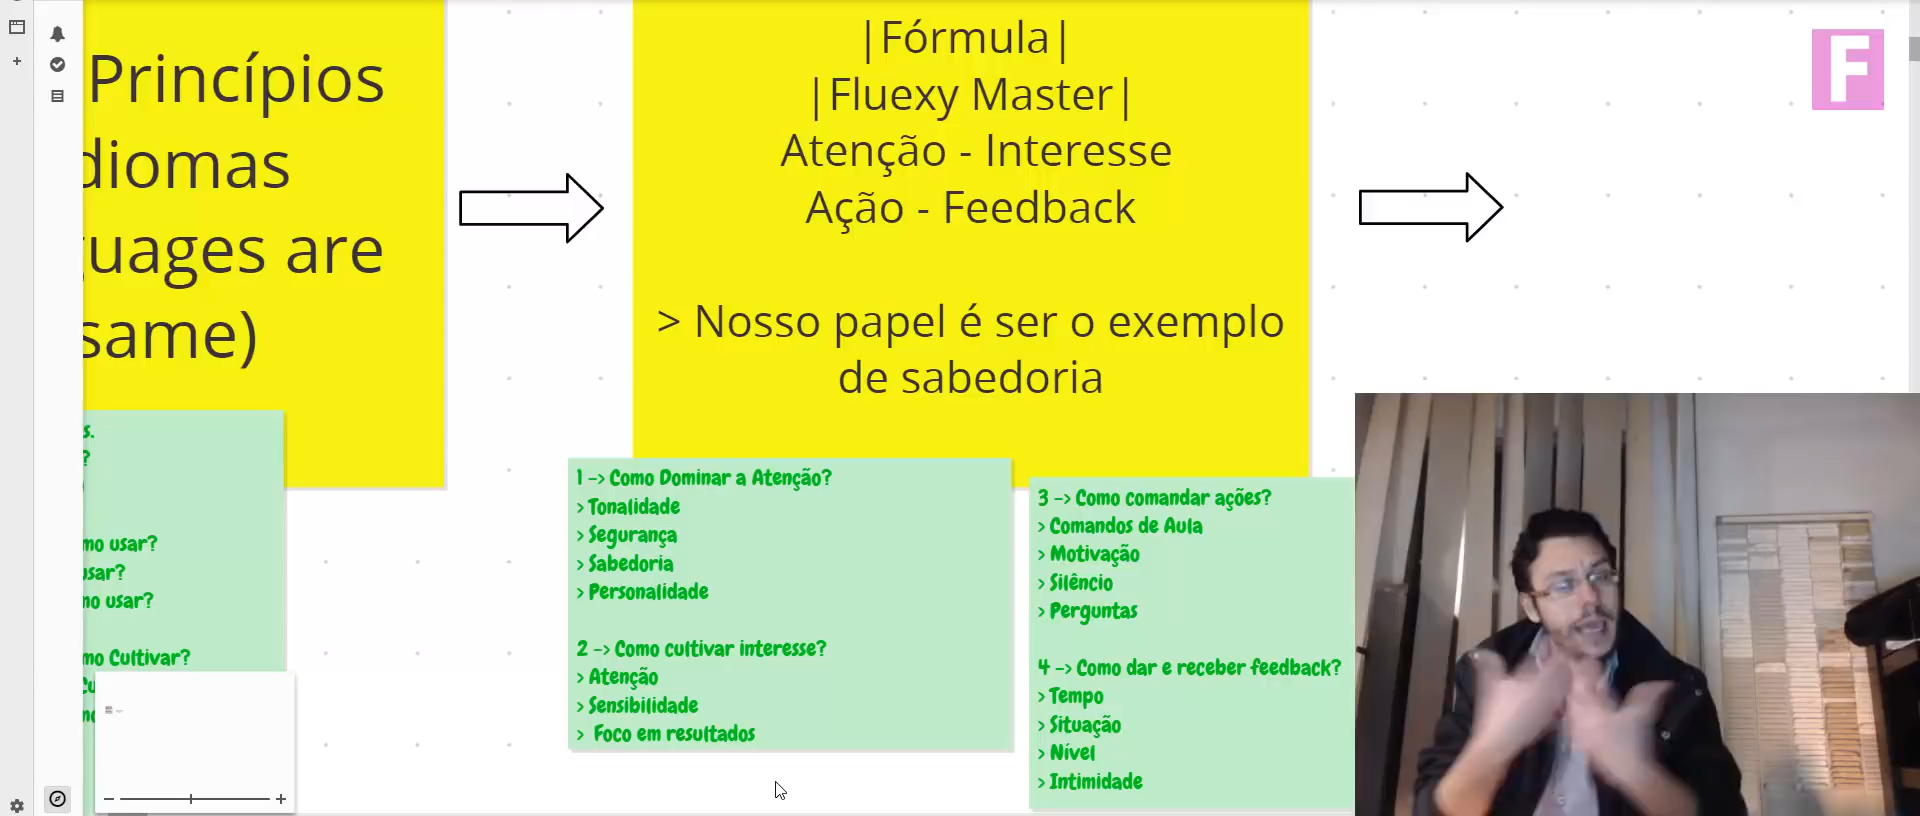 Princípios
diomas
uages are
same)
|Fórmula|
|Fluexy Master|
Atenção - Interesse
Ação - Feedback
> Nosso papel é ser o exemplo
de sabedoria
F
s.
?
mo usar?
usar?
no usar?
mo Cultivar?
1 -> Como Dominar a Atenção?
> Tonalidade
> Segurança
> Sabedoria
> Personalidade
2 -> Como cultivar interesse?
> Atenção
> Sensibilidade
> Foco em resultados
3 -> Como comandar ações?
> Comandos de Aula
> Motivação
> Silêncio
> Perguntas
4 -> Como dar e receber feedback?
> Tempo
> Situação
> Nível
> Intimidade